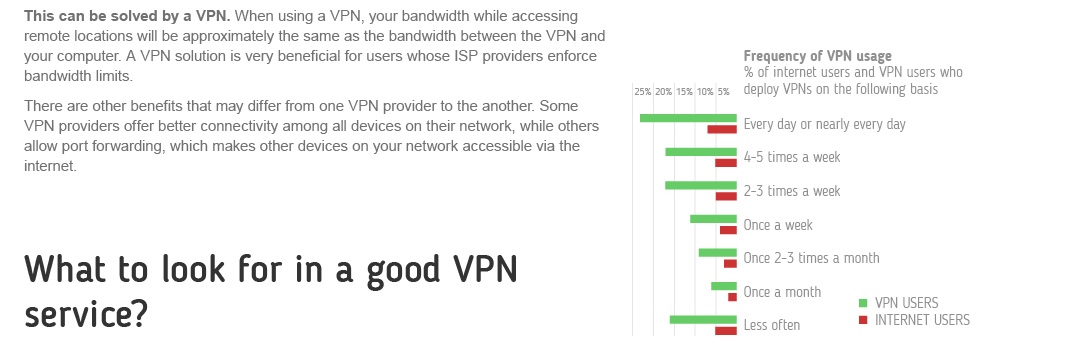 This can be solved by a VPN. When using a VPN, your bandwidth while accessing
remote locations will be approximately the same as the bandwidth between the VPN and
your computer. A VPN solution is very beneficial for users whose ISP providers enforce
bandwidth limits.
There are other benefits that may differ from one VPN provider to the another. Some
VPN providers offer better connectivity among all devices on their network, while others
allow port forwarding, which makes other devices on your network accessible via the
internet.
What to look for in a good VPN
service?
Frequency of VPN usage
% of internet users and VPN users who
deploy VPNs on the following basis
25% 20% 15% 10% 5%
Every day or nearly every day
4-5 times a week
2-3 times a week
Once a week
Once 2-3 times a month
Once a month
Less often
VPN USERS
INTERNET USERS